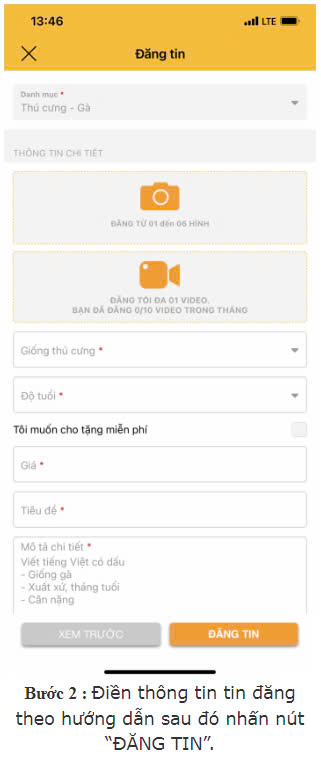 13:46
LTE
Đăng tin
Danh mục *
Thú cưng - Gà
THÔNG TIN CHI TIẾT
ĐĂNG TỪ 01 đến 06 HÌNH
ĐĂNG TỐI ĐA 01 VIDEO.
BẠN ĐÃ ĐĂNG 0/10 VIDEO TRONG THÁNG
Giống thú cưng *
Độ tuổi *
Tôi muốn cho tặng miễn phí
Giá *
Tiêu đề *
Mô tả chi tiết *
Viết tiếng Việt có dấu
- Giống gà
- Xuất xứ, tháng tuổi
- Cân nặng
XEM TRƯỚC
ĐĂNG TIN
Bước 2 : Điền thông tin tin đăng
theo hướng dẫn sau đó nhấn nút
“ĐĂNG TIN”.